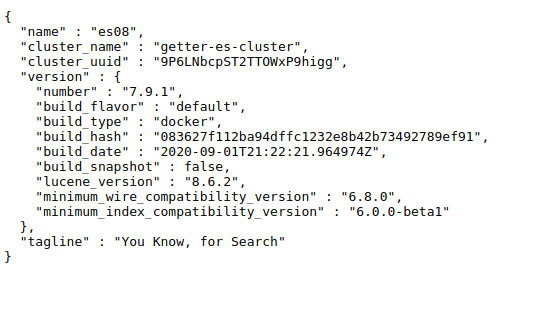 {
  "name" : "es08",
  "cluster_name" : "getter-es-cluster",
  "cluster_uuid" : "9P6LNbcpST2TTOWxP9higg",
  "version" : {
    "number" : "7.9.1",
    "build_flavor" : "default",
    "build_type" : "docker",
    "build_hash" : "083627f112ba94dffc1232e8b42b73492789ef91",
    "build_date" : "2020-09-01T21:22:21.964974Z",
    "build_snapshot" : false,
    "lucene_version" : "8.6.2",
    "minimum_wire_compatibility_version" : "6.8.0",
    "minimum_index_compatibility_version" : "6.0.0-beta1"
  },
  "tagline" : "You Know, for Search"
}